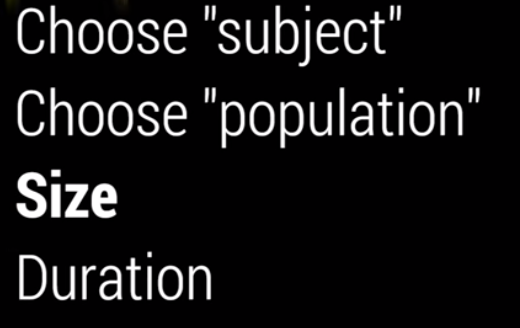 Choose "subject"
Choose "population"
Size
Duration